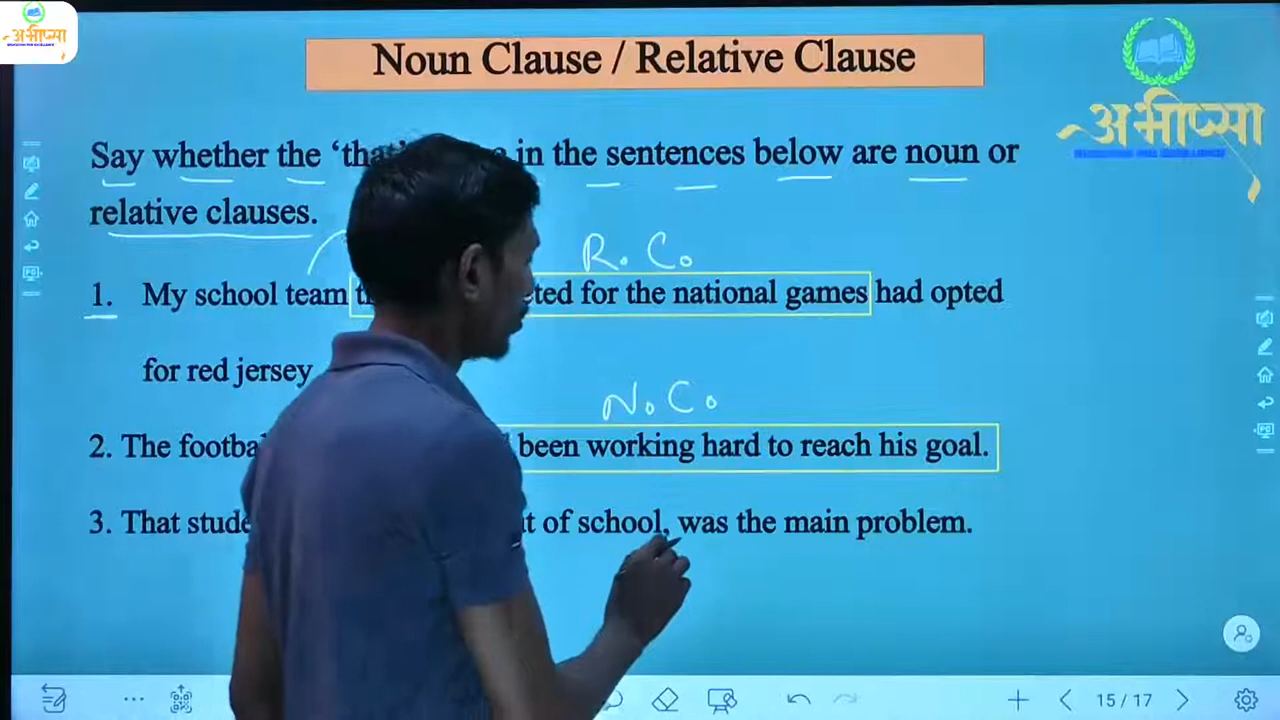 अभीप्सा
Noun Clause / Relative Clause
अभीप्सा
Say whether the ‘that’ in the sentences below are noun or
relative clauses.
R. C.
1. My school team ted for the national games had opted
for red jersey
N. C.
2. The footba been working hard to reach his goal.
3. That stude t of school, was the main problem.
15 / 17